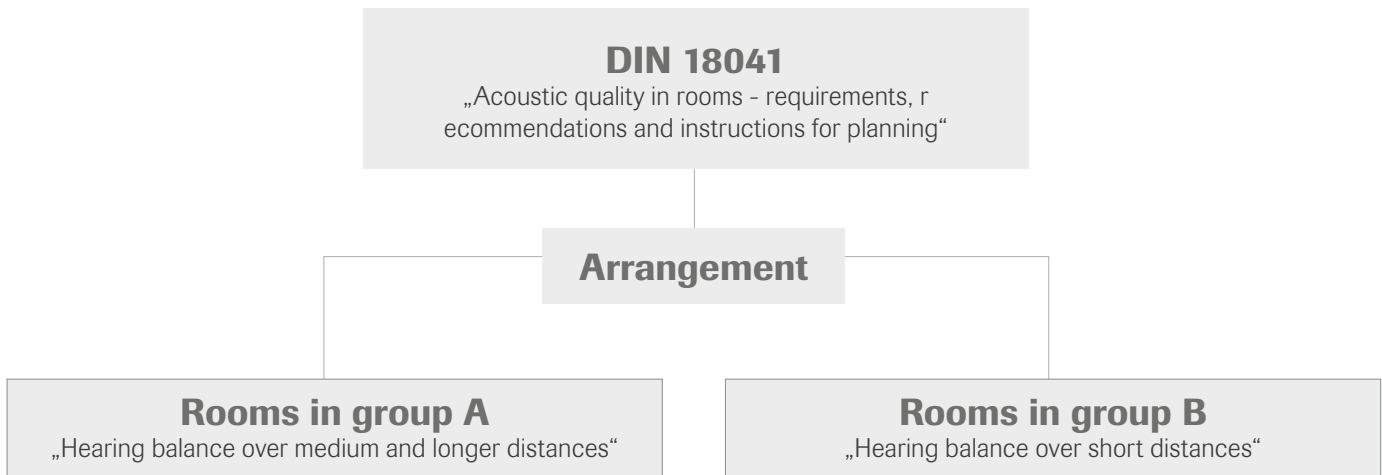 DIN 18041
„Acoustic quality in rooms - requirements, r
ecommendations and instructions for planning“
Arrangement
Rooms in group A
„Hearing balance over medium and longer distances“
Rooms in group B
„Hearing balance over short distances“